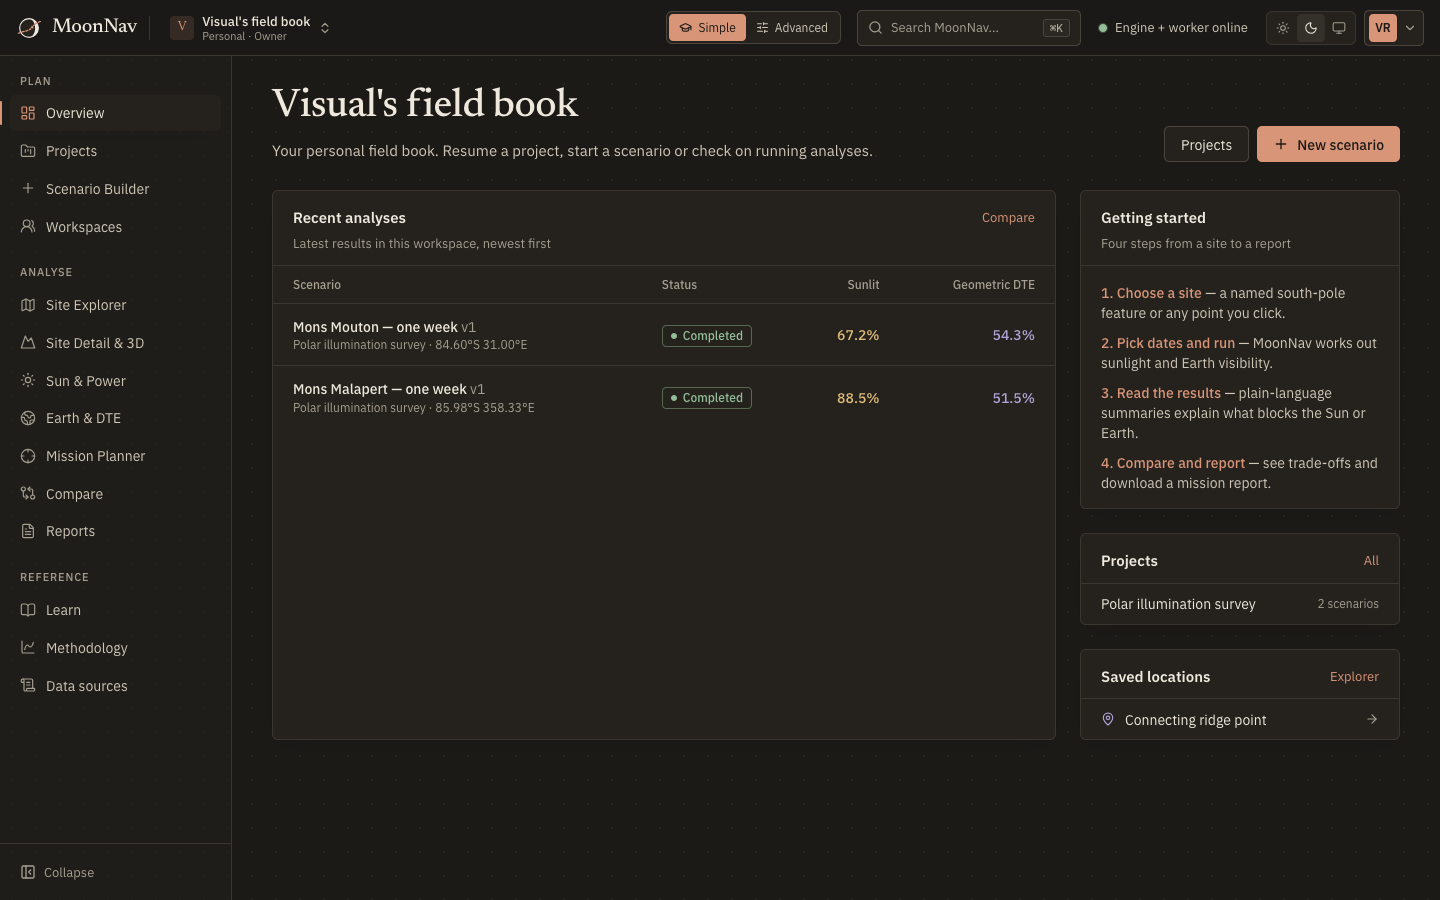 MoonNav
V
Visual's field book
Personal · Owner
Simple
Advanced
Search MoonNav...
⌘K
Engine + worker online
VR
PLAN
Overview
Projects
Scenario Builder
Workspaces
ANALYSE
Site Explorer
Site Detail & 3D
Sun & Power
Earth & DTE
Mission Planner
Compare
Reports
REFERENCE
Learn
Methodology
Data sources
Collapse
Visual's field book
Your personal field book. Resume a project, start a scenario or check on running analyses.
Projects
New scenario
Recent analyses
Compare
Latest results in this workspace, newest first
Scenario Status Sunlit Geometric DTE
Mons Mouton — one week v1
Polar illumination survey · 84.60°S 31.00°E
Completed 67.2% 54.3%
Mons Malapert — one week v1
Polar illumination survey · 85.98°S 358.33°E
Completed 88.5% 51.5%
Getting started
Four steps from a site to a report
1. Choose a site — a named south-pole
feature or any point you click.
2. Pick dates and run — MoonNav works out
sunlight and Earth visibility.
3. Read the results — plain-language
summaries explain what blocks the Sun or
Earth.
4. Compare and report — see trade-offs and
download a mission report.
Projects All
Polar illumination survey 2 scenarios
Saved locations Explorer
Connecting ridge point